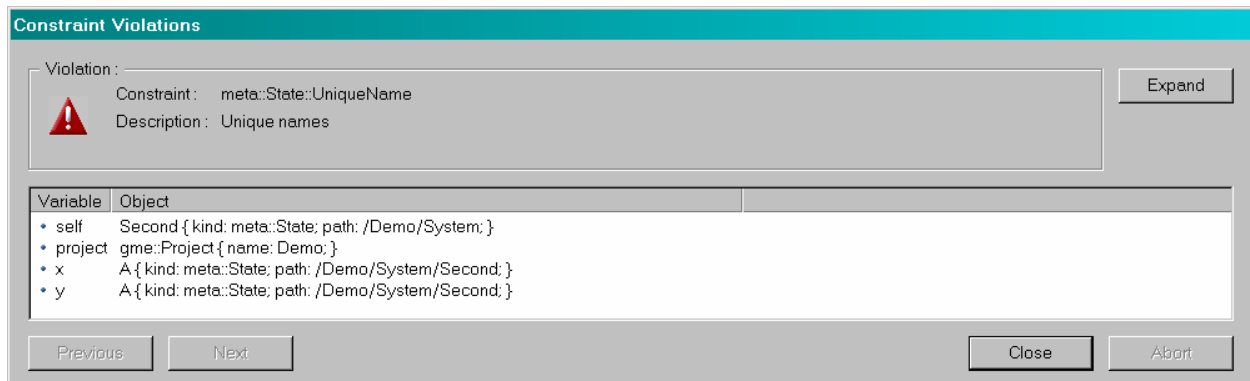 Constraint Violations
Violation :
Expand
Constraint : meta::State::UniqueName
Description : Unique names
Variable Object
self Second { kind: meta::State; path: /Demo/System; }
project gme::Project { name: Demo; }
x A { kind: meta::State; path: /Demo/System/Second; }
y A { kind: meta::State; path: /Demo/System/Second; }
Previous Next Close Abort